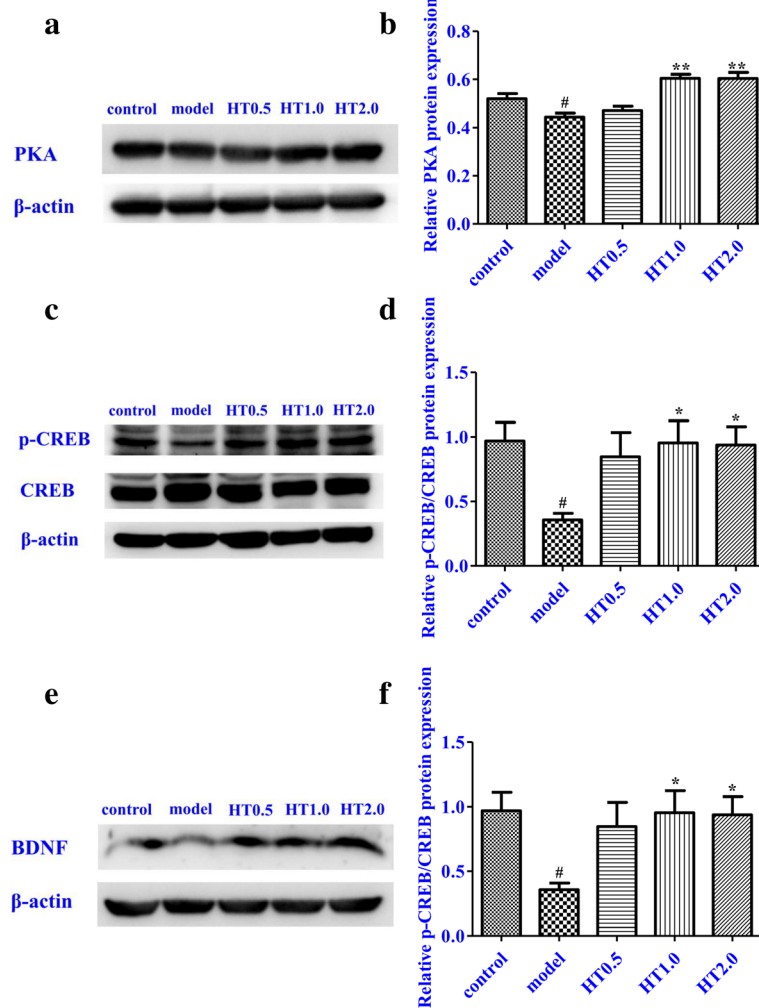 a
control model HT0.5 HT1.0 HT2.0
PKA
β-actin
b
Relative PKA protein expression
0.8
0.6
0.4
0.2
0.0
#
**
**
control
model
HT0.5
HT1.0
HT2.0
c
control model HT0.5 HT1.0 HT2.0
p-CREB
CREB
β-actin
d
Relative p-CREB/CREB protein expression
1.5
1.0
0.5
0.0
#
*
*
control
model
HT0.5
HT1.0
HT2.0
e
control model HT0.5 HT1.0 HT2.0
BDNF
β-actin
f
Relative p-CREB/CREB protein expression
1.5
1.0
0.5
0.0
#
*
*
control
model
HT0.5
HT1.0
HT2.0